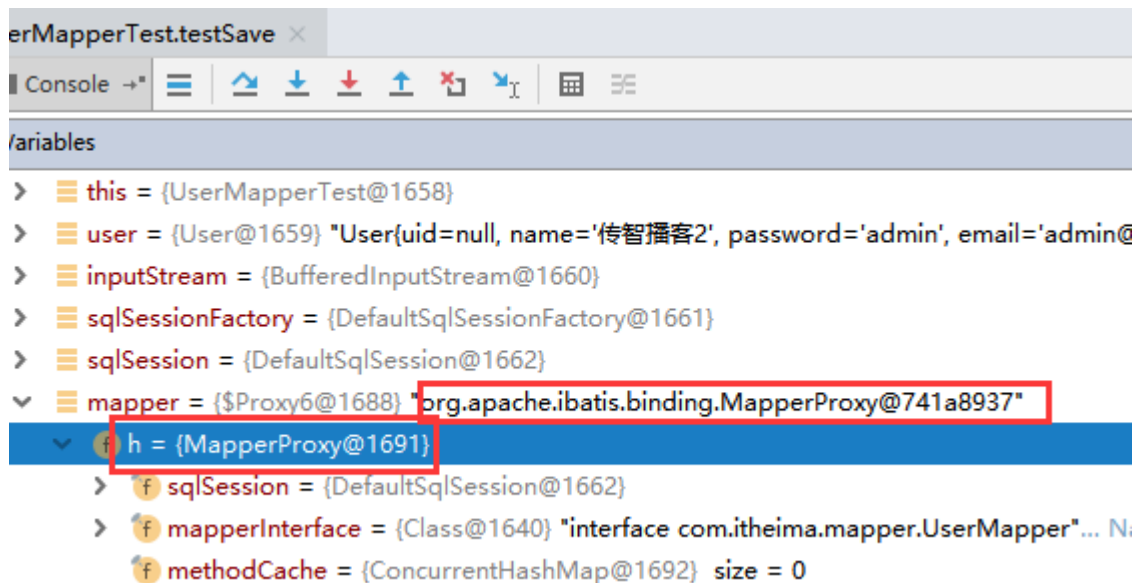 erMapperTest.testSave
Console
Variables
this = {UserMapperTest@1658}
user = {User@1659} "User{uid=null, name='传智播客2', password='admin', email='admin@
inputStream = {BufferedInputStream@1660}
sqlSessionFactory = {DefaultSqlSessionFactory@1661}
sqlSession = {DefaultSqlSession@1662}
mapper = {$Proxy6@1688} "org.apache.ibatis.binding.MapperProxy@741a8937"
f h = {MapperProxy@1691}
f sqlSession = {DefaultSqlSession@1662}
f mapperInterface = {Class@1640} "interface com.itheima.mapper.UserMapper"... Na
f methodCache = {ConcurrentHashMap@1692} size = 0